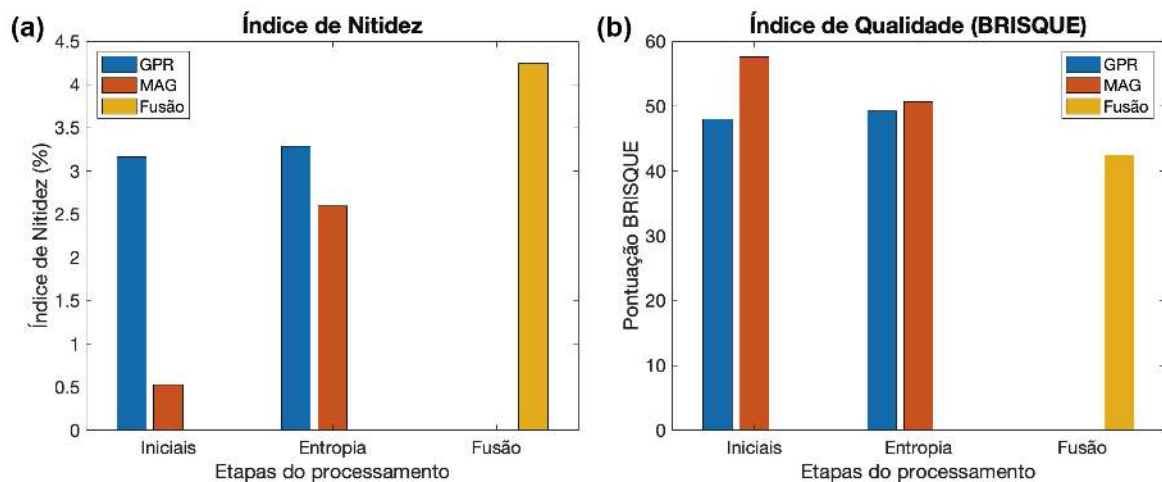 (a)
Índice de Nitidez
4.5
4
3.5
3
2.5
2
1.5
1
0.5
0
Índice de Nitidez (%)
GPR
MAG
Fusão
Iniciais
Entropia
Fusão
Etapas do processamento
(b)
Índice de Qualidade (BRISQUE)
60
50
40
30
20
10
0
Pontuação BRISQUE
GPR
MAG
Fusão
Iniciais
Entropia
Fusão
Etapas do processamento